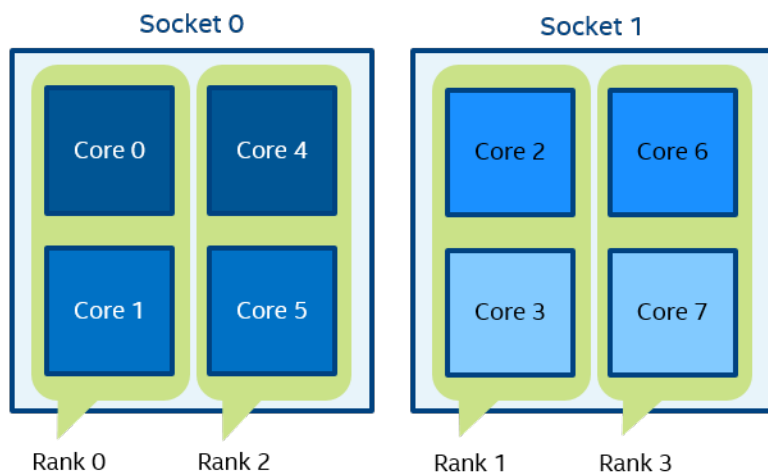 Socket 0
Socket 1
Core 0
Core 4
Core 2
Core 6
Core 1
Core 5
Core 3
Core 7
Rank 0
Rank 2
Rank 1
Rank 3